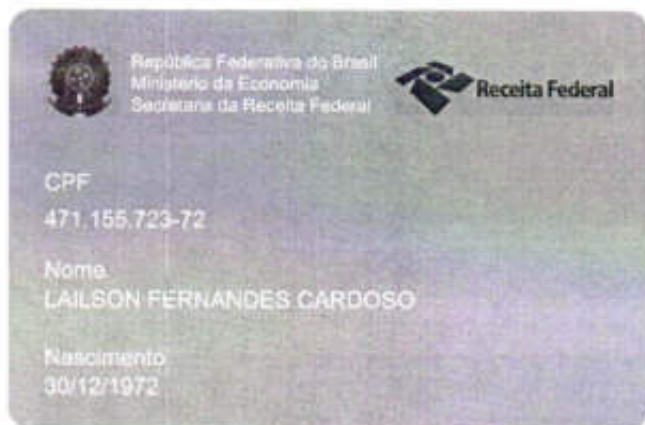 República Federativa do Brasil
Ministério da Economia
Secretaria da Receita Federal
Receita Federal
CPF
471.155.723-72
Nome
LAILSON FERNANDES CARDOSO
Nascimento
30/12/1972